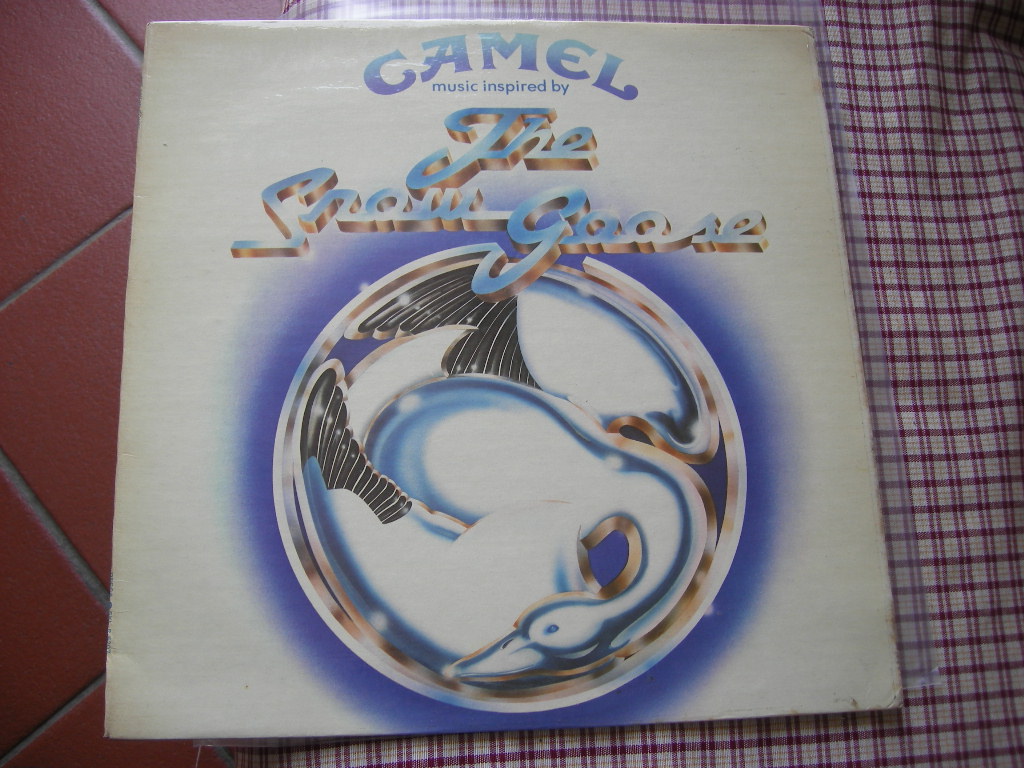 CAMEL
music inspired by
The
Snow Goose